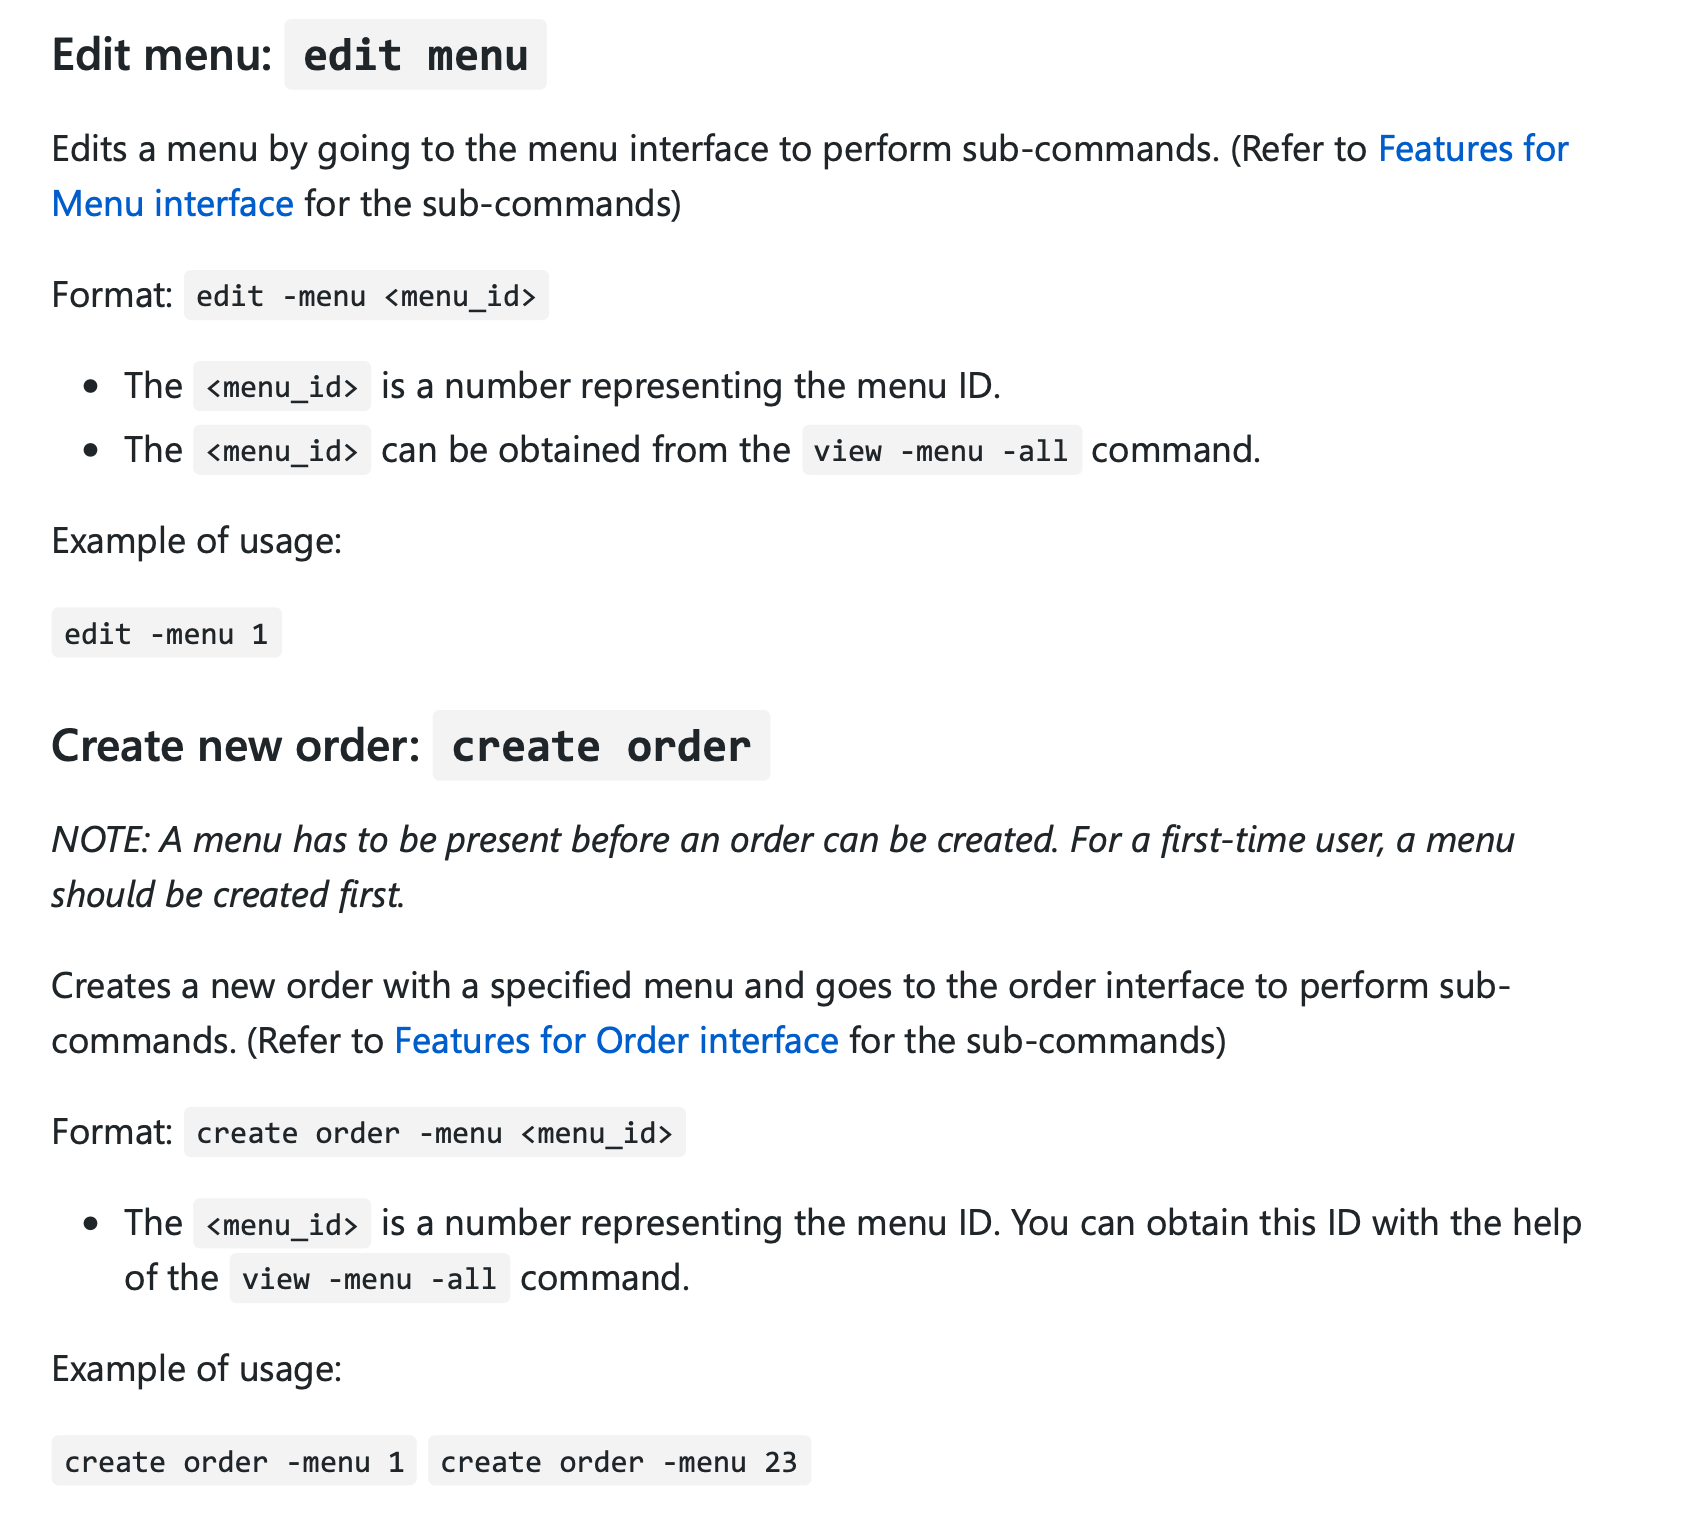 Edit menu: edit menu
Edits a menu by going to the menu interface to perform sub-commands. (Refer to Features for
Menu interface for the sub-commands)
Format: edit -menu <menu_id>
• The <menu_id> is a number representing the menu ID.
• The <menu_id> can be obtained from the view -menu -all command.
Example of usage:
edit -menu 1
Create new order: create order
NOTE: A menu has to be present before an order can be created. For a first-time user, a menu
should be created first.
Creates a new order with a specified menu and goes to the order interface to perform sub-
commands. (Refer to Features for Order interface for the sub-commands)
Format: create order -menu <menu_id>
• The <menu_id> is a number representing the menu ID. You can obtain this ID with the help
of the view -menu -all command.
Example of usage:
create order -menu 1 create order -menu 23